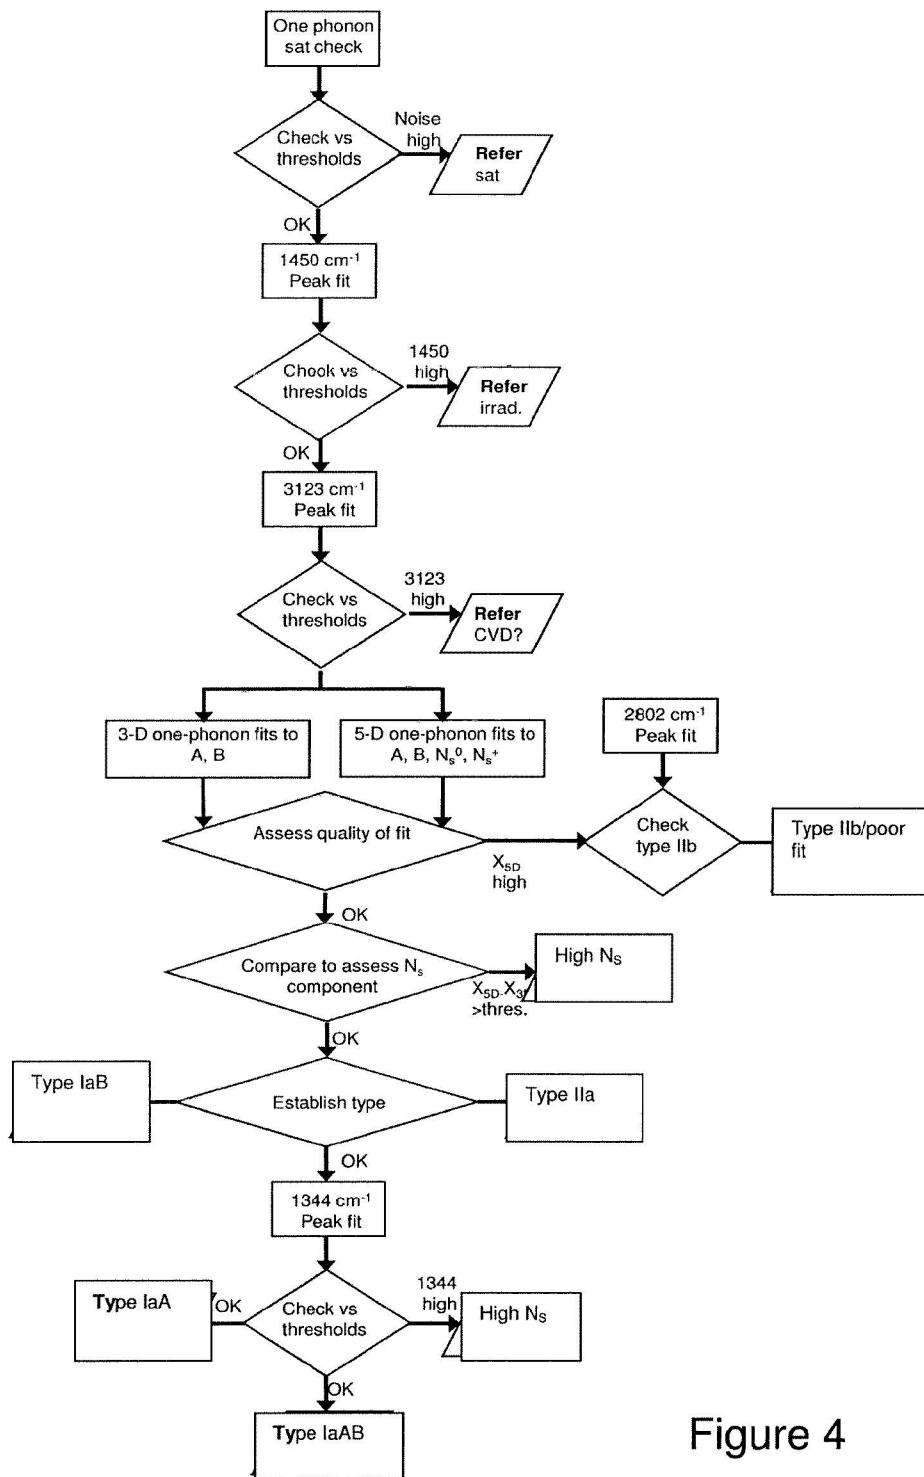 One phonon
sat check
Check vs
thresholds
Noise
high
Refer
sat
OK
1450 cm⁻¹
Peak fit
Chook vs
thresholds
1450
high
Refer
irrad.
OK
3123 cm⁻¹
Peak fit
Check vs
thresholds
3123
high
Refer
CVD?
3-D one-phonon fits to
A, B
5-D one-phonon fits to
A, B, Nₛ⁰, Nₛ⁺
2802 cm⁻¹
Peak fit
Assess quality of fit
X5D
high
Check
type IIb
Type IIb/poor
fit
OK
Compare to assess Nₛ
component
X5D-X3
>thres.
High NS
OK
Type IaB
Establish type
Type IIa
OK
1344 cm⁻¹
Peak fit
Type IaA
OK
Check vs
thresholds
1344
high
High NS
OK
Type IaAB
Figure 4